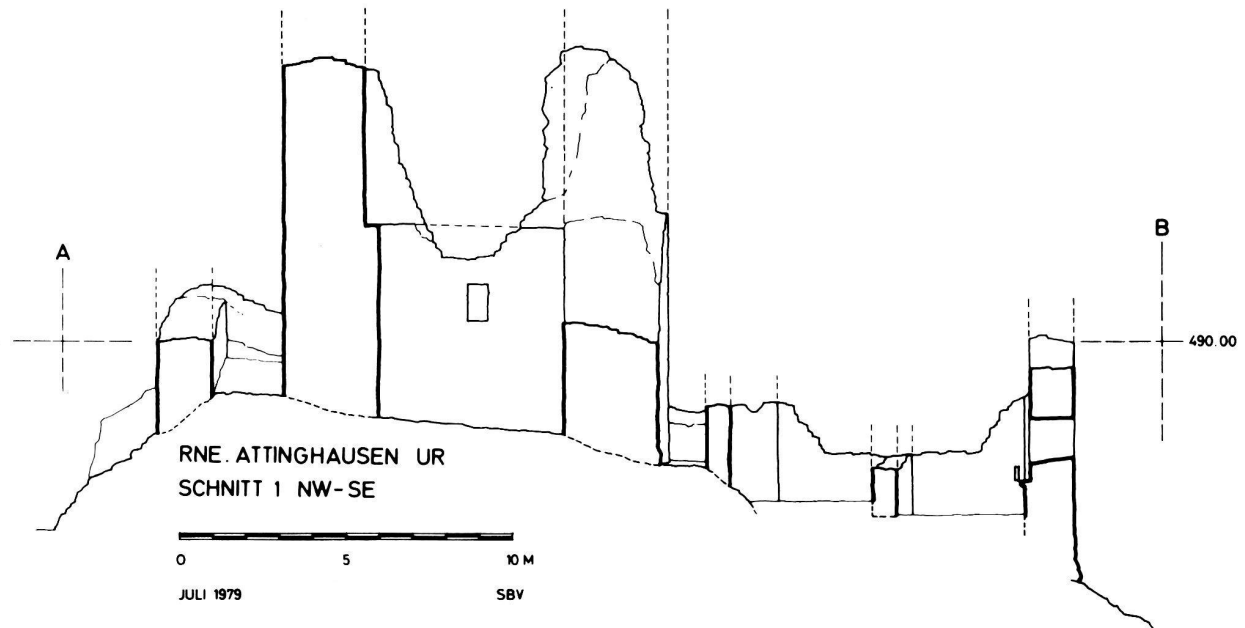 A
B
490.00
RNE. ATTINGHAUSEN UR
SCHNITT 1 NW-SE
0 5 10 M
JULI 1979 SBV